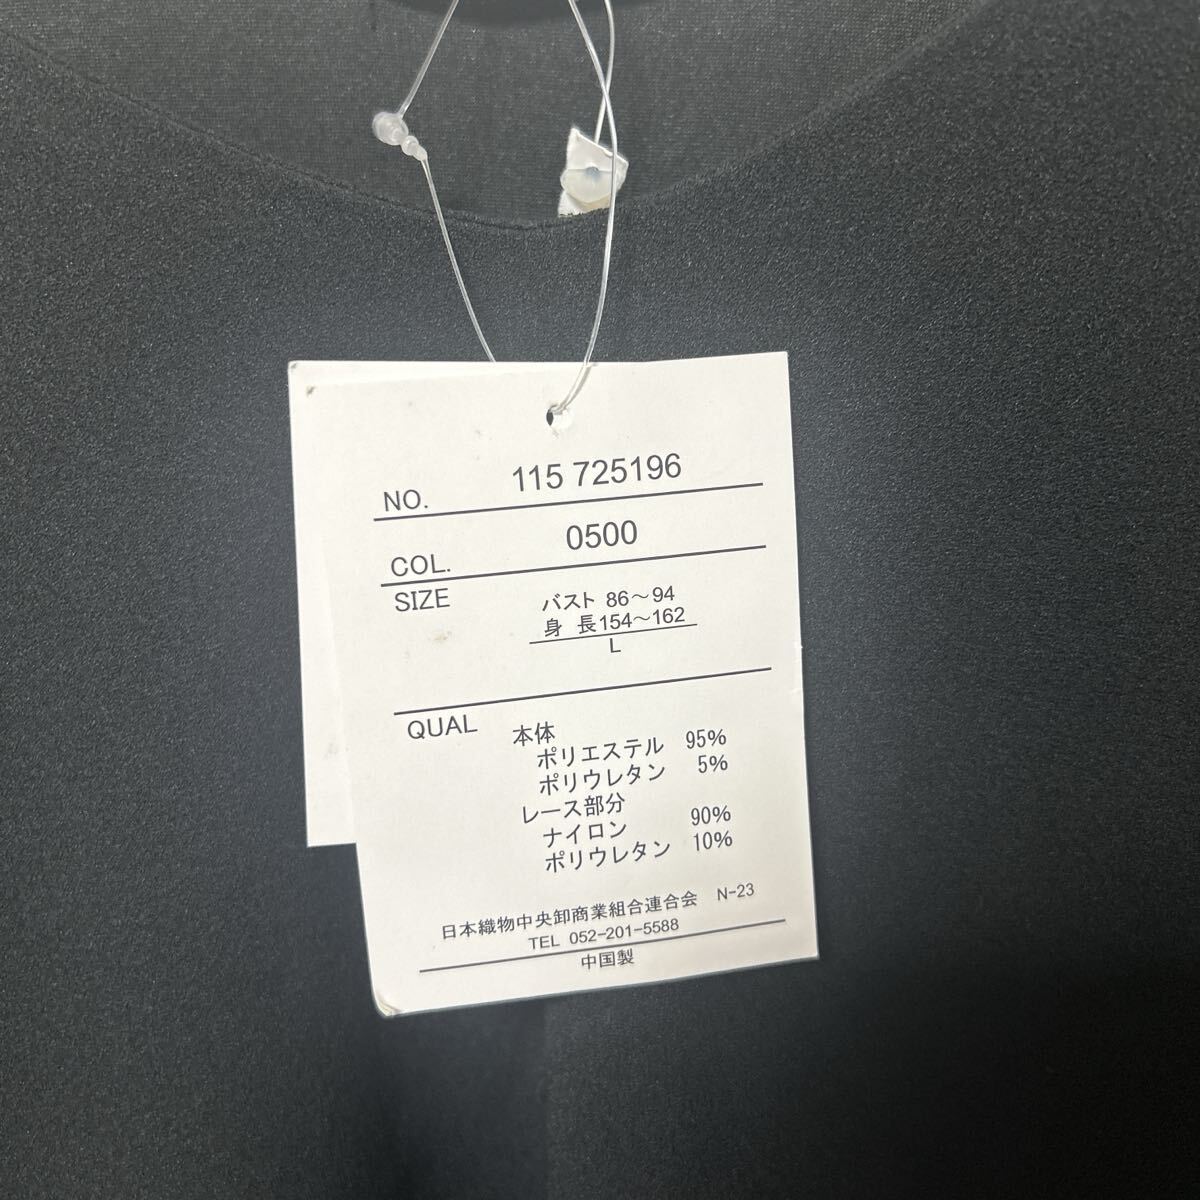 NO. 115 725196
COL. 0500
SIZE バスト 86～94
身 長154～162
L
QUAL 本体
ポリエステル 95%
ポリウレタン 5%
レース部分
ナイロン 90%
ポリウレタン 10%
日本織物中央卸商業組合連合会 N-23
TEL 052-201-5588
中国製